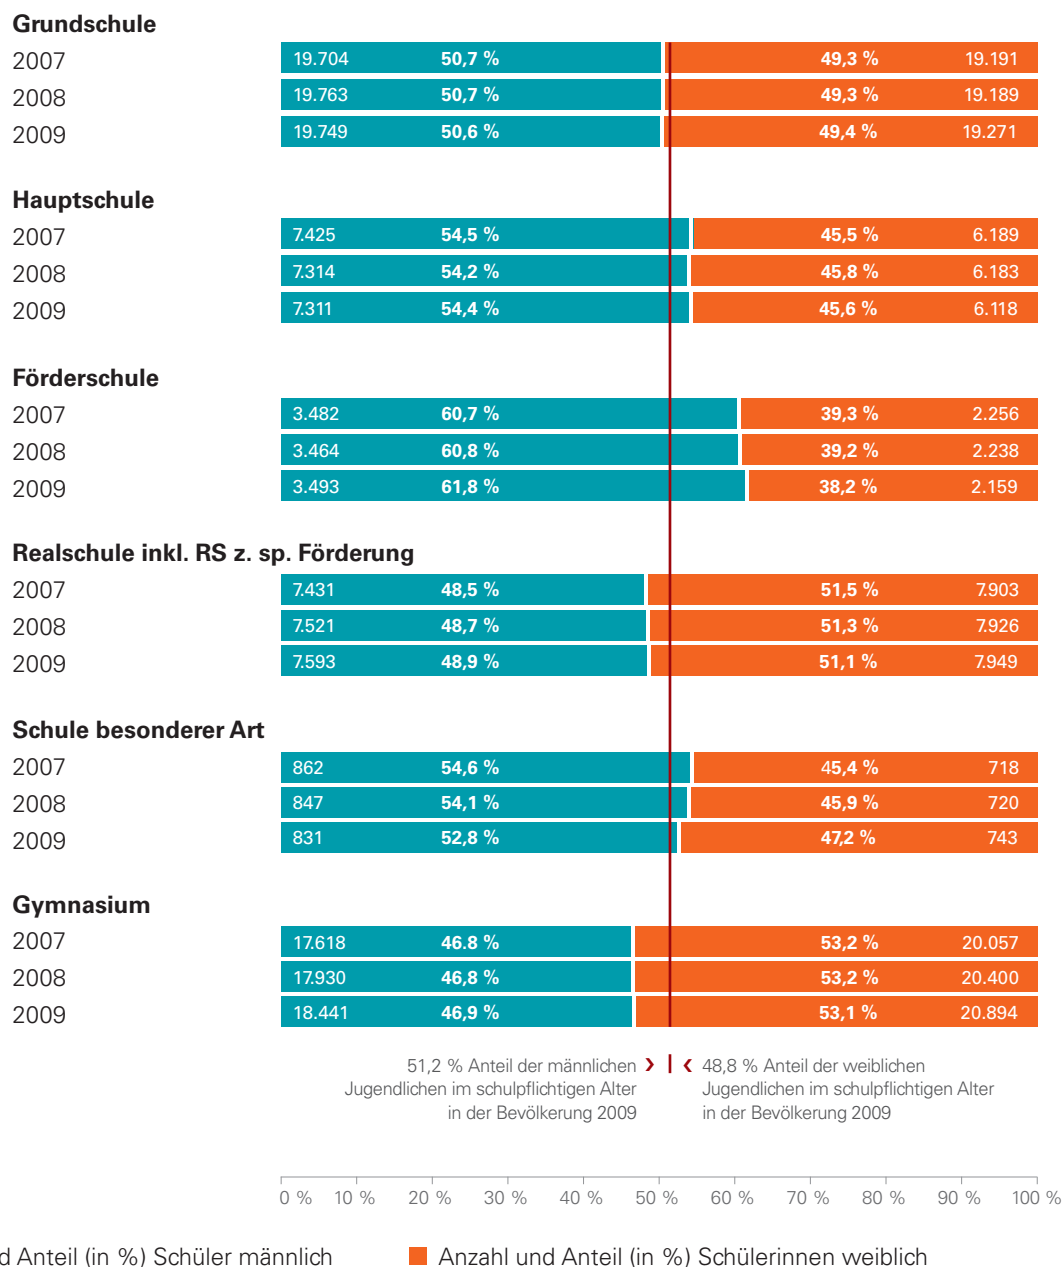 Grundschule
2007 19.704 50,7 % 49,3 % 19.191
2008 19.763 50,7 % 49,3 % 19.189
2009 19.749 50,6 % 49,4 % 19.271
Hauptschule
2007 7.425 54,5 % 45,5 % 6.189
2008 7.314 54,2 % 45,8 % 6.183
2009 7.311 54,4 % 45,6 % 6.118
Förderschule
2007 3.482 60,7 % 39,3 % 2.256
2008 3.464 60,8 % 39,2 % 2.238
2009 3.493 61,8 % 38,2 % 2.159
Realschule inkl. RS z. sp. Förderung
2007 7.431 48,5 % 51,5 % 7.903
2008 7.521 48,7 % 51,3 % 7.926
2009 7.593 48,9 % 51,1 % 7.949
Schule besonderer Art
2007 862 54,6 % 45,4 % 718
2008 847 54,1 % 45,9 % 720
2009 831 52,8 % 47,2 % 743
Gymnasium
2007 17.618 46.8 % 53,2 % 20.057
2008 17.930 46,8 % 53,2 % 20.400
2009 18.441 46,9 % 53,1 % 20.894
51,2 % Anteil der männlichen
Jugendlichen im schulpflichtigen Alter
in der Bevölkerung 2009
48,8 % Anteil der weiblichen
Jugendlichen im schulpflichtigen Alter
in der Bevölkerung 2009
0 % 10 % 20 % 30 % 40 % 50 % 60 % 70 % 80 % 90 % 100 %
d Anteil (in %) Schüler männlich Anzahl und Anteil (in %) Schülerinnen weiblich